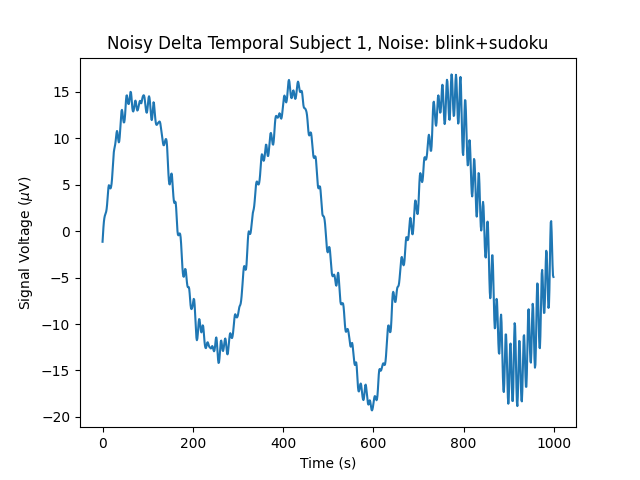 Noisy Delta Temporal Subject 1, Noise: blink+sudoku
Signal Voltage (μV)
15
10
5
0
−5
−10
−15
−20
0 200 400 600 800 1000
Time (s)